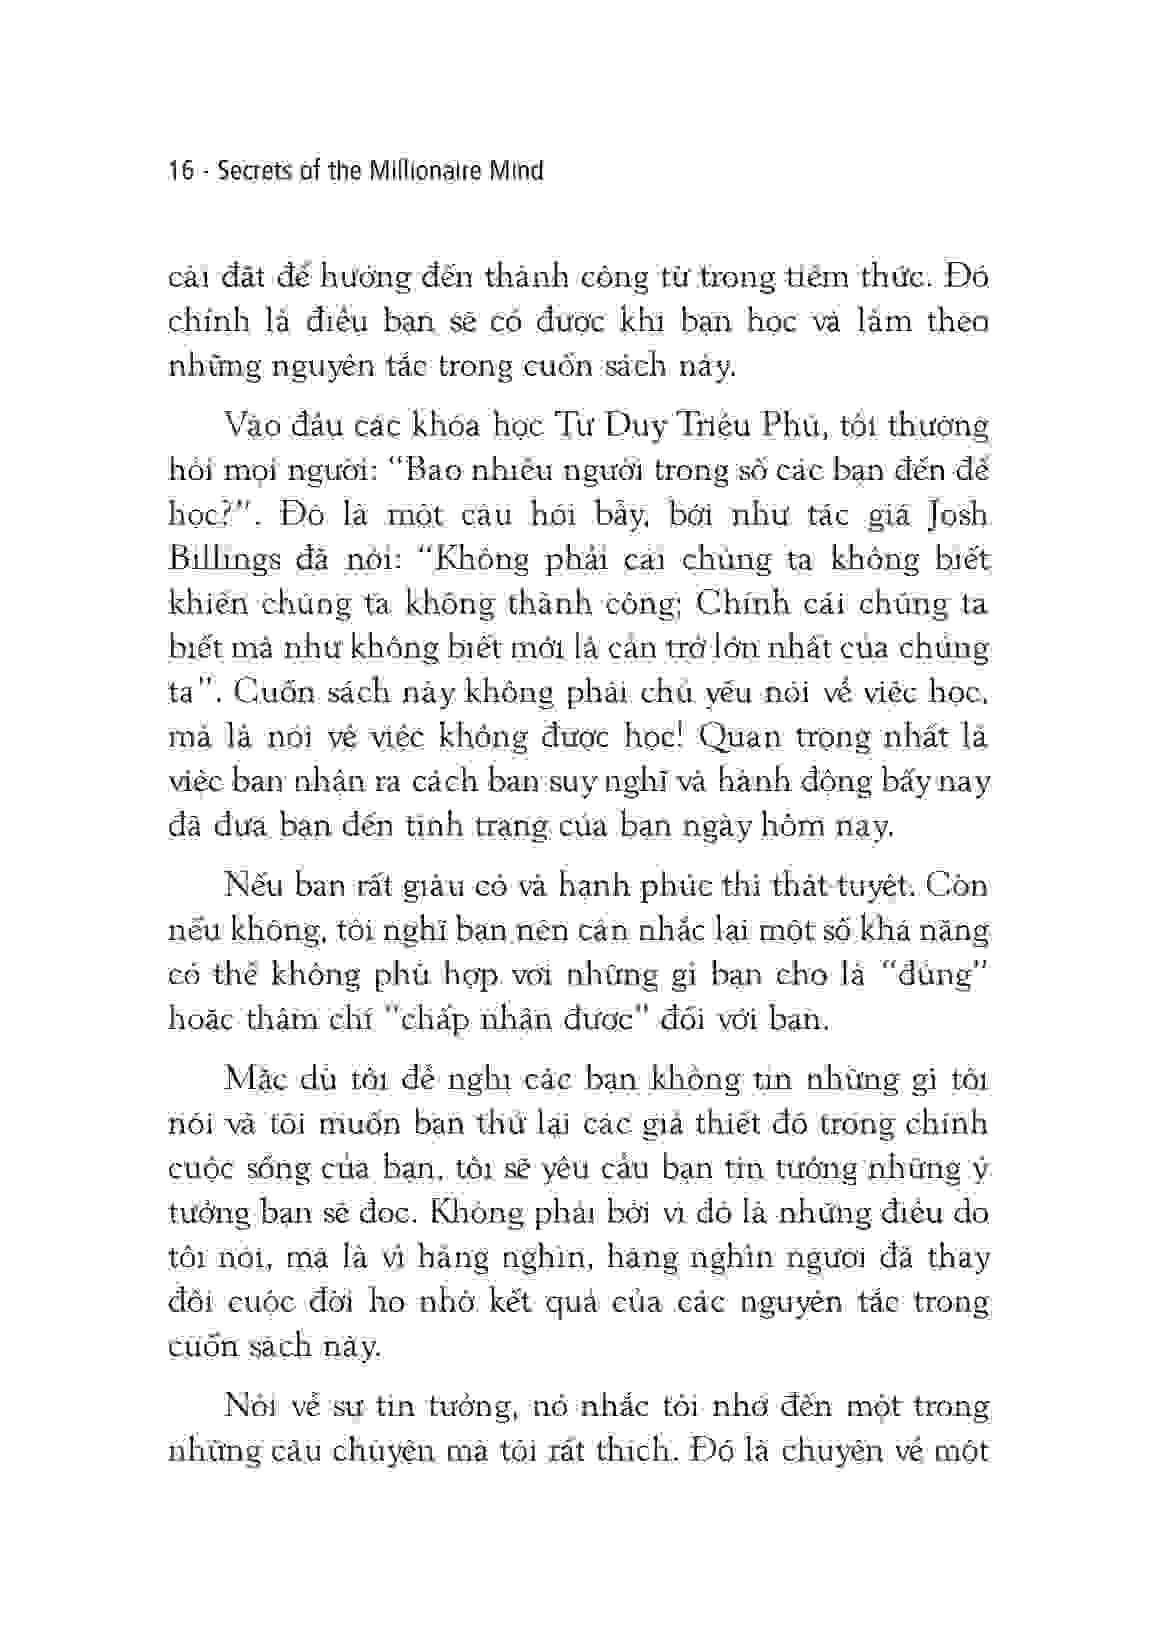 16 - Secrets of the Millionaire Mind
cài đặt để hướng đến thành công từ trong tiềm thức. Đó
chính là điều bạn sẽ có được khi bạn học và làm theo
những nguyên tắc trong cuốn sách này.
Vào đầu các khóa học Tư Duy Triệu Phú, tôi thường
hỏi mọi người: “Bao nhiêu người trong số các bạn đến để
học?”. Đó là một câu hỏi bẫy, bởi như tác giả Josh
Billings đã nói: “Không phải cái chúng ta không biết
khiến chúng ta không thành công; Chính cái chúng ta
biết mà như không biết mới là cản trở lớn nhất của chúng
ta”. Cuốn sách này không phải chủ yếu nói về việc học,
mà là nói về việc không được học! Quan trọng nhất là
việc bạn nhận ra cách bạn suy nghĩ và hành động bấy nay
đã đưa bạn đến tình trạng của bạn ngày hôm nay.
Nếu bạn rất giàu có và hạnh phúc thì thật tuyệt. Còn
nếu không, tôi nghĩ bạn nên cân nhắc lại một số khả năng
có thể không phù hợp với những gì bạn cho là “đúng”
hoặc thậm chí "chấp nhận được" đối với bạn.
Mặc dù tôi đề nghị các bạn không tin những gì tôi
nói và tôi muốn bạn thử lại các giả thiết đó trong chính
cuộc sống của bạn, tôi sẽ yêu cầu bạn tin tưởng những ý
tưởng bạn sẽ đọc. Không phải bởi vì đó là những điều do
tôi nói, mà là vì hàng nghìn, hàng nghìn người đã thay
đổi cuộc đời họ nhờ kết quả của các nguyên tắc trong
cuốn sách này.
Nói về sự tin tưởng, nó nhắc tôi nhớ đến một trong
những câu chuyện mà tôi rất thích. Đó là chuyện về một